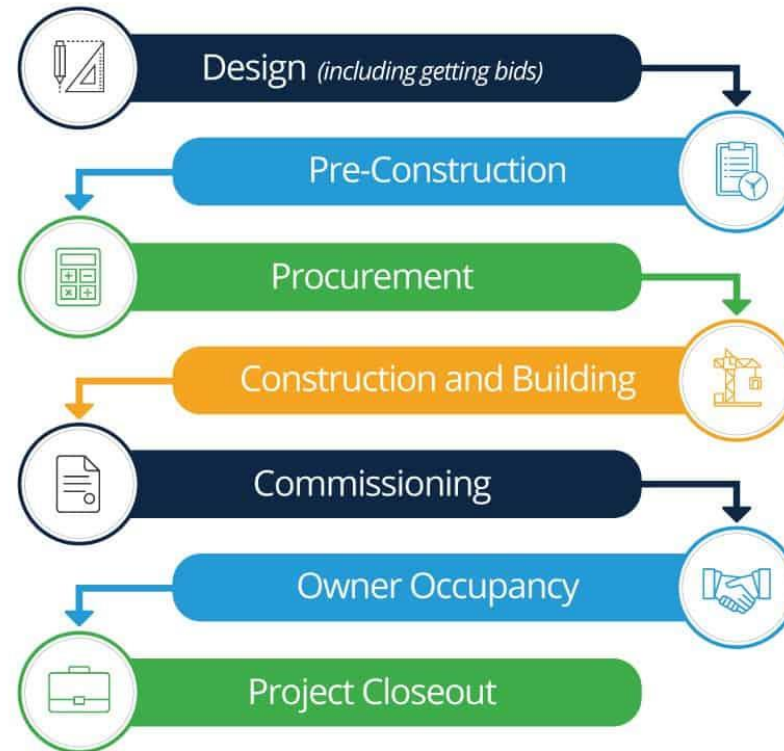 Design (including getting bids)
Pre-Construction
Procurement
Construction and Building
Commissioning
Owner Occupancy
Project Closeout